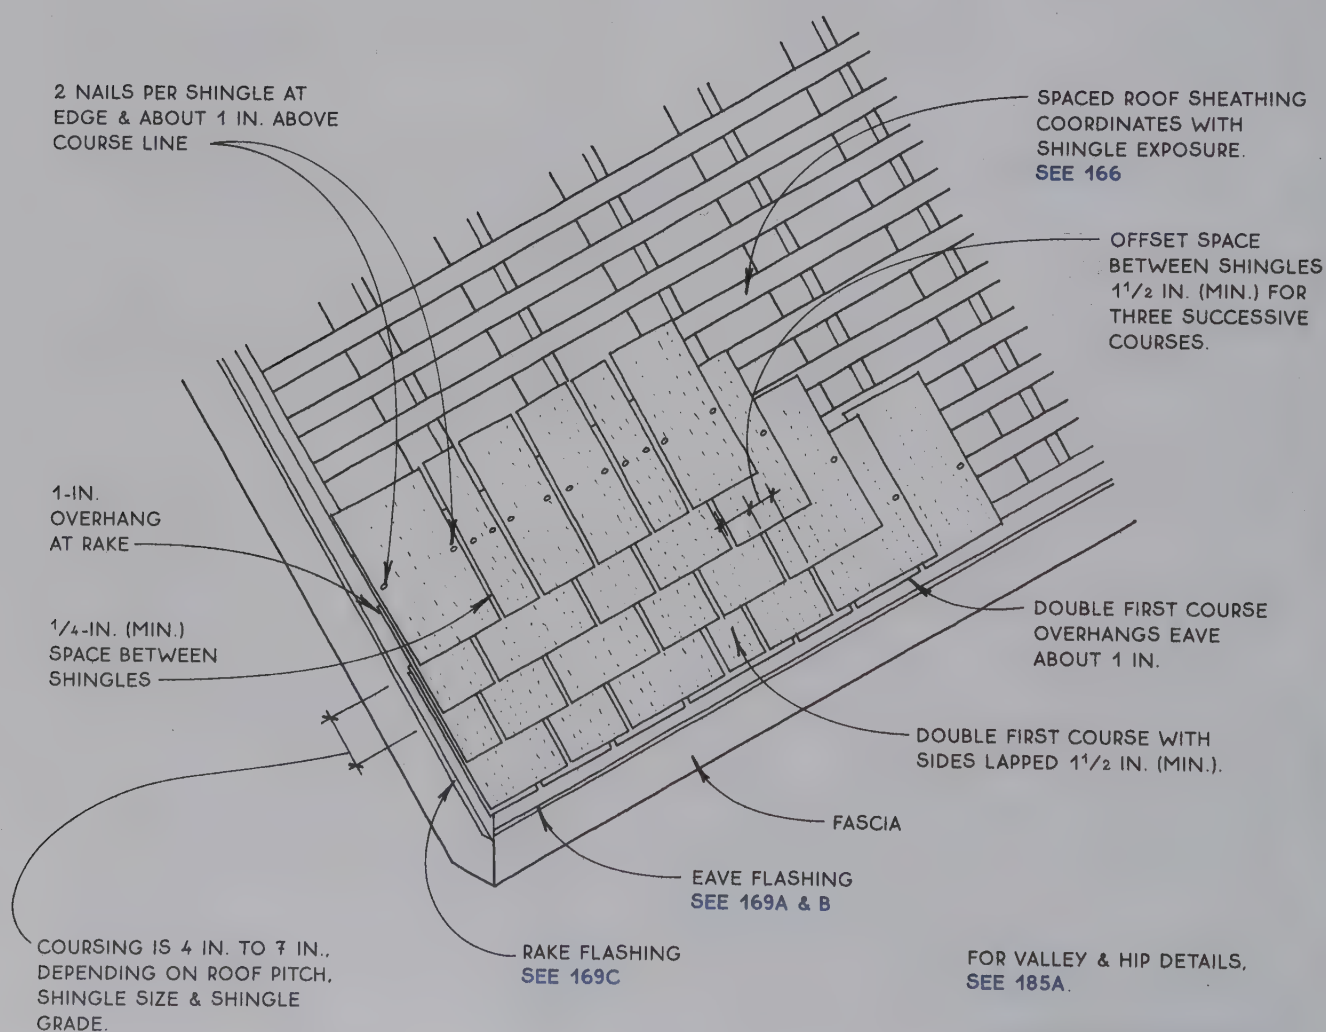 2 NAILS PER SHINGLE AT
EDGE & ABOUT 1 IN. ABOVE
COURSE LINE
SPACED ROOF SHEATHING
COORDINATES WITH
SHINGLE EXPOSURE.
SEE 166
OFFSET SPACE
BETWEEN SHINGLES
1 1/2 IN. (MIN.) FOR
THREE SUCCESSIVE
COURSES.
1-IN.
OVERHANG
AT RAKE
1/4-IN. (MIN.)
SPACE BETWEEN
SHINGLES
DOUBLE FIRST COURSE
OVERHANGS EAVE
ABOUT 1 IN.
DOUBLE FIRST COURSE WITH
SIDES LAPPED 1 1/2 IN. (MIN.).
FASCIA
EAVE FLASHING
SEE 169A & B
RAKE FLASHING
SEE 169C
COURSING IS 4 IN. TO 7 IN.,
DEPENDING ON ROOF PITCH,
SHINGLE SIZE & SHINGLE
GRADE.
FOR VALLEY & HIP DETAILS,
SEE 185A.